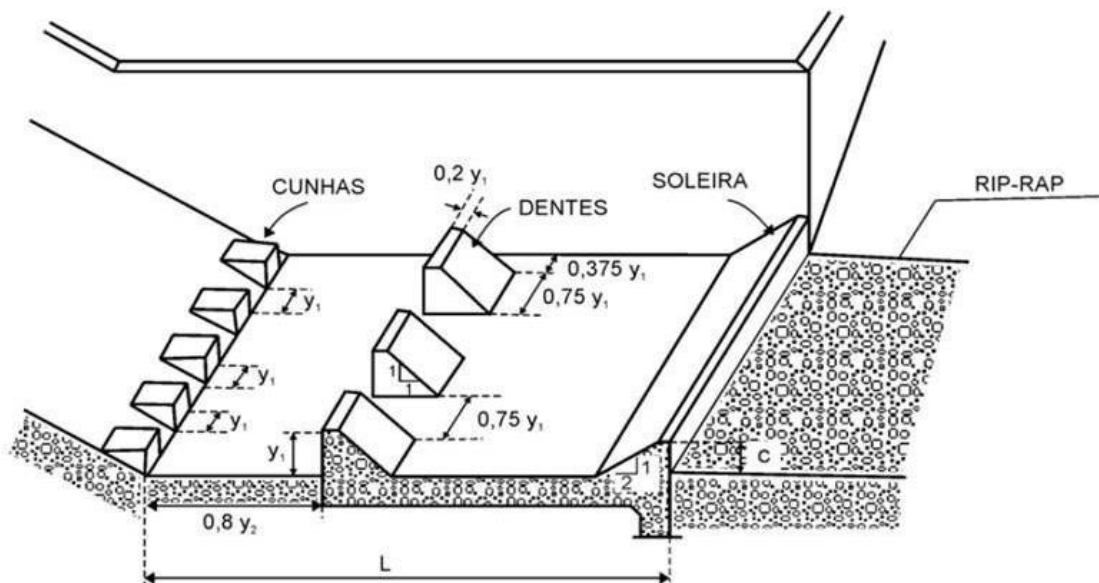 CUNHAS
0,2 y₁
DENTES
SOLEIRA
RIP-RAP
0,375 y₁
0,75 y₁
y₁
y₁
y₁
1
1
0,75 y₁
y₁
1
2
C
0,8 y₂
L